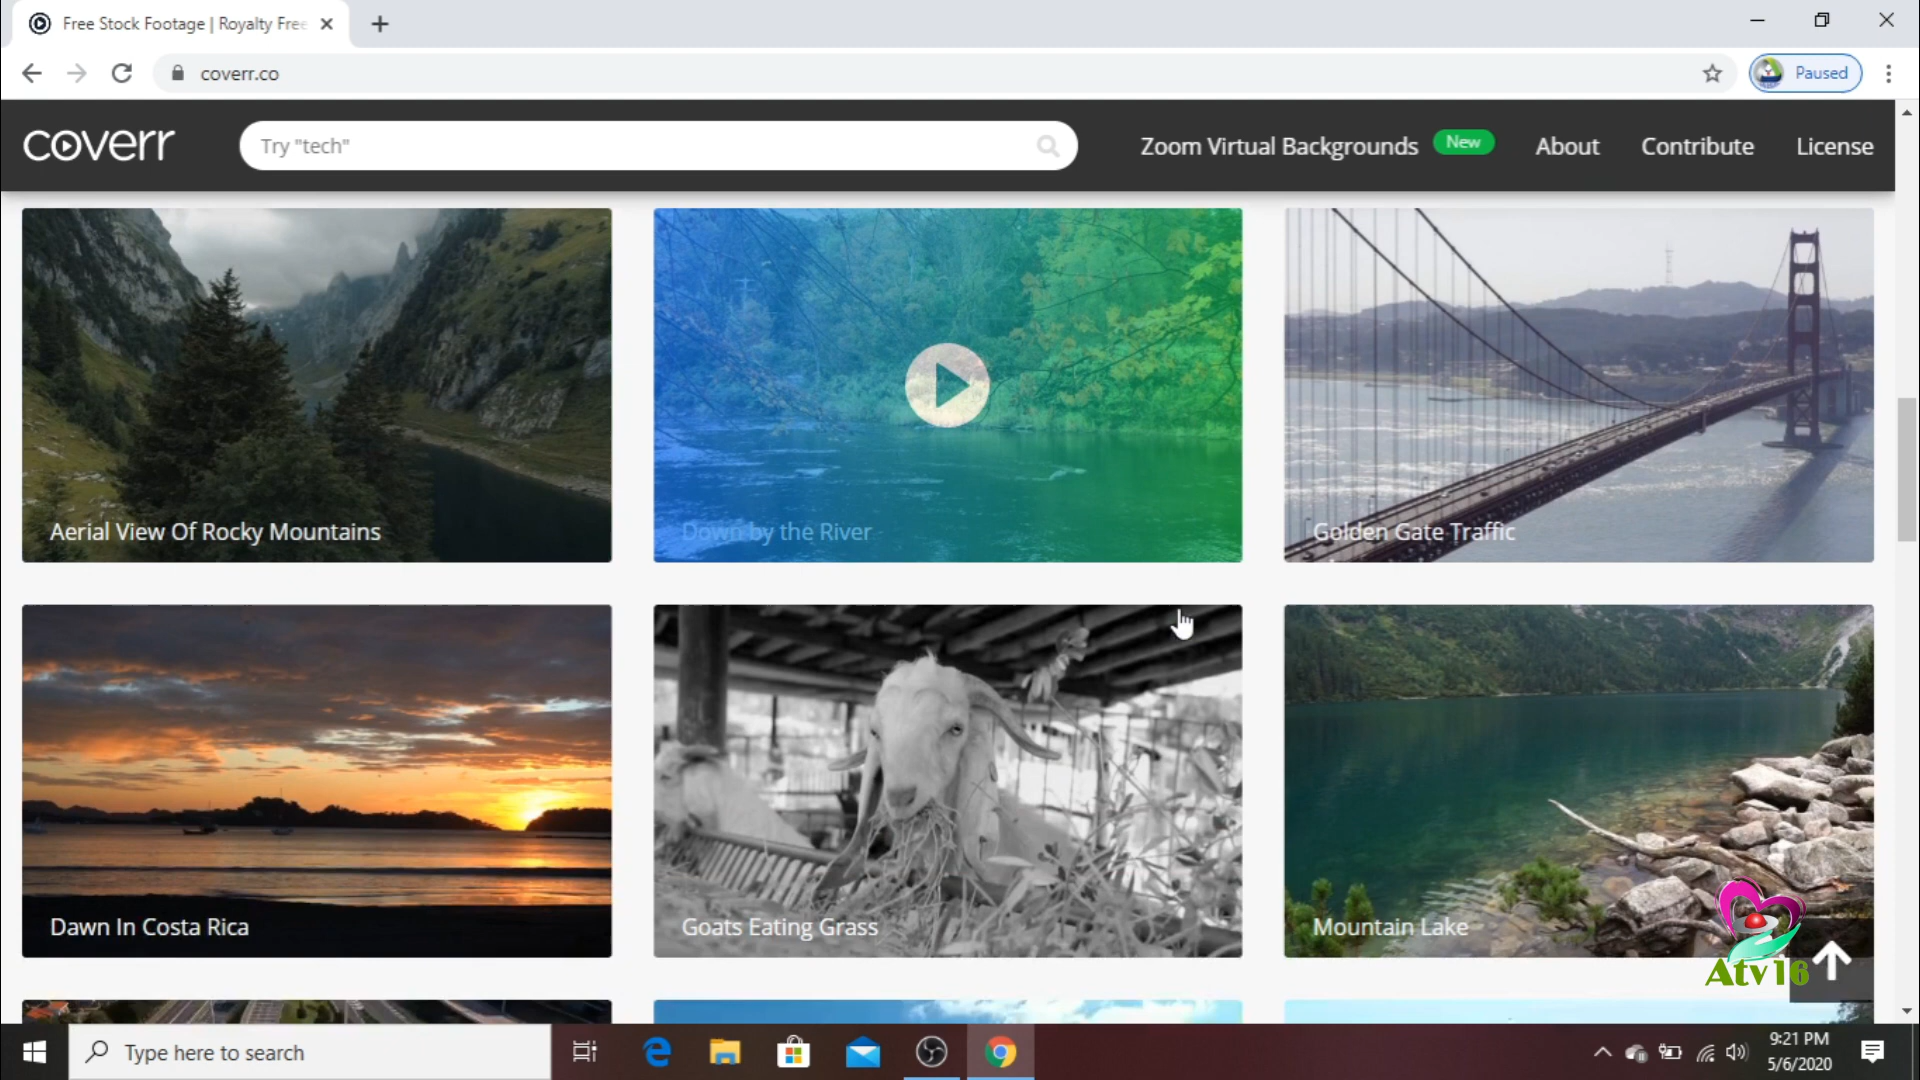 Free Stock Footage | Royalty Free
coverr.co
Paused
coverr
Try "tech"
Zoom Virtual Backgrounds
New
About
Contribute
License
Aerial View Of Rocky Mountains
Down by the River
Golden Gate Traffic
Dawn In Costa Rica
Goats Eating Grass
Mountain Lake
Atv16
Type here to search
9:21 PM
5/6/2020